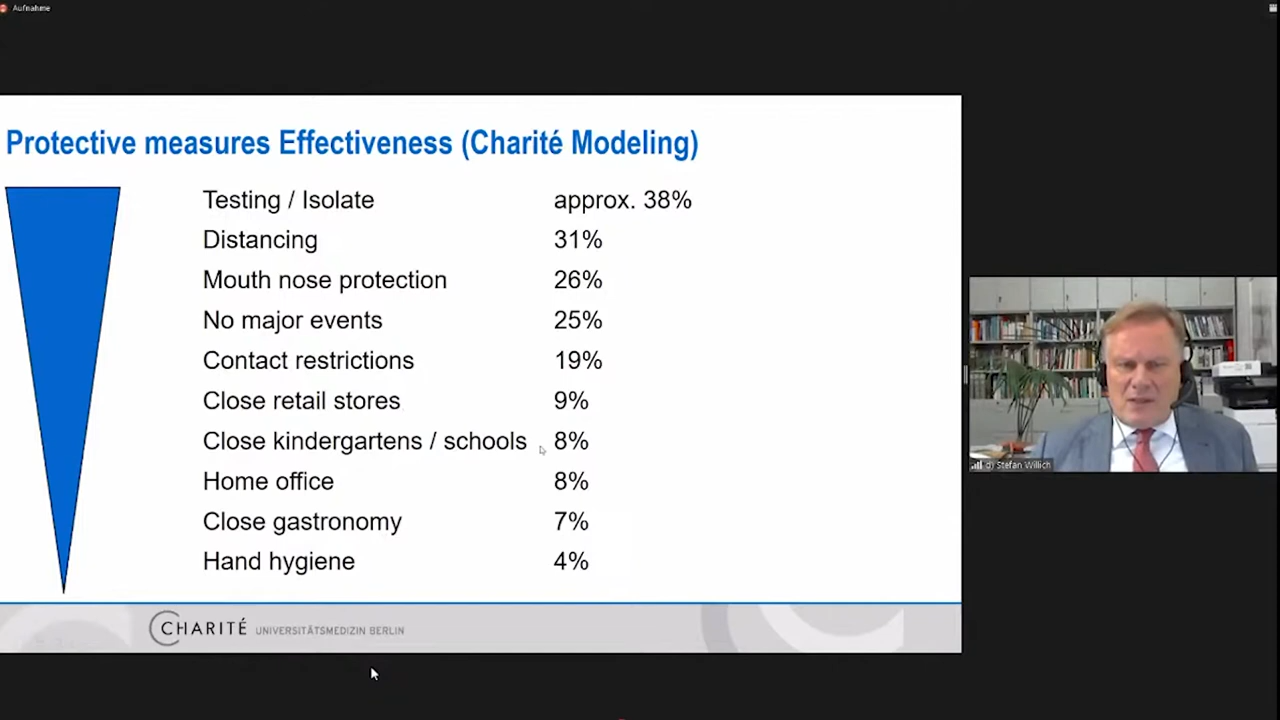 Aufnahme
Protective measures Effectiveness (Charité Modeling)
Testing / Isolate approx. 38%
Distancing 31%
Mouth nose protection 26%
No major events 25%
Contact restrictions 19%
Close retail stores 9%
Close kindergartens / schools 8%
Home office 8%
Close gastronomy 7%
Hand hygiene 4%
d) Stefan Willich
CHARITÉ UNIVERSITÄTSMEDIZIN BERLIN